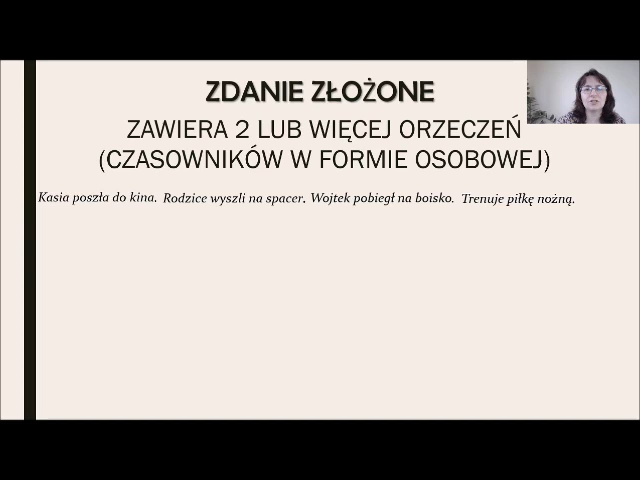 ZDANIE ZŁOŻONE
ZAWIERA 2 LUB WIĘCEJ ORZECZEŃ
(CZASOWNIKÓW W FORMIE OSOBOWEJ)
Kasia poszła do kina. Rodzice wyszli na spacer. Wojtek pobiegł na boisko. Trenuje piłkę nożną.